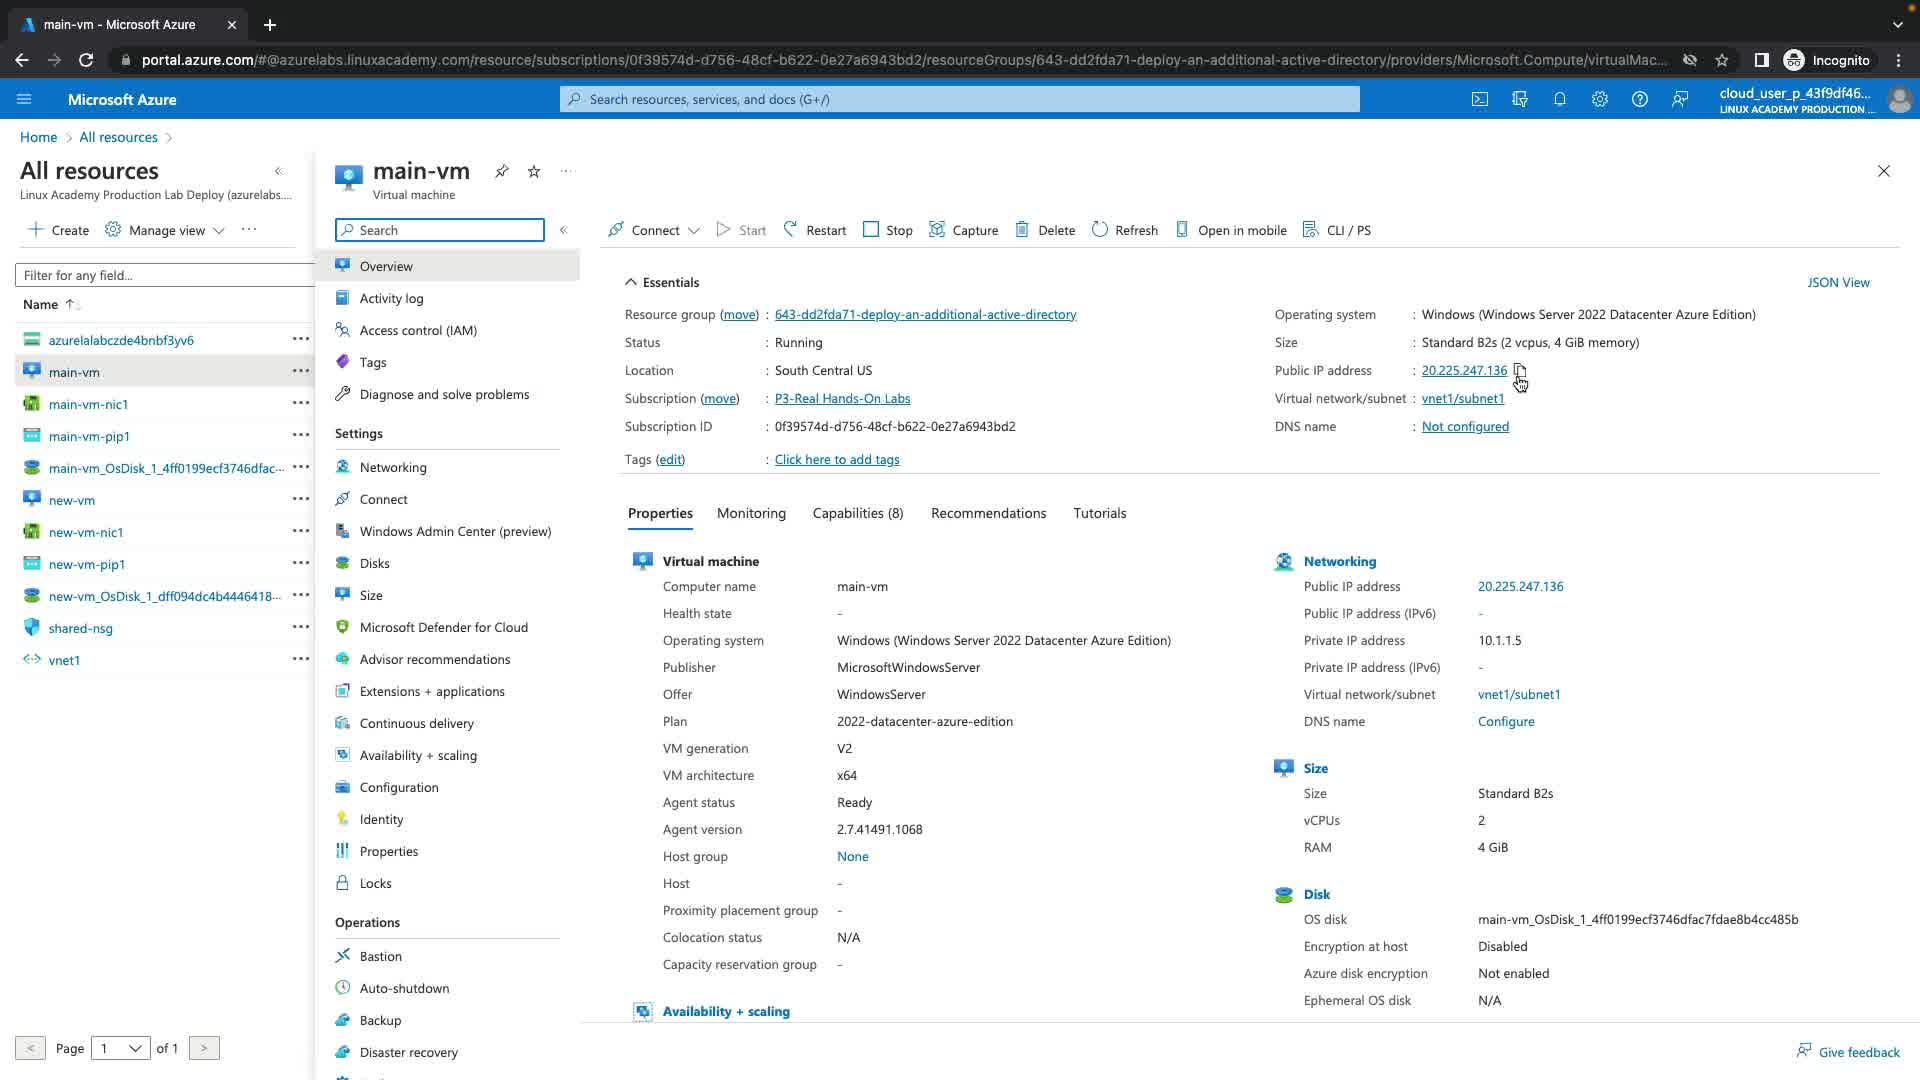 main-vm - Microsoft Azure
portal.azure.com/#@azurelabs.linuxacademy.com/resource/subscriptions/0f39574d-d756-48cf-b622-0e27a6943bd2/resourceGroups/643-dd2fda71-deploy-an-additional-active-directory/providers/Microsoft.Compute/virtualMac...
Incognito
Microsoft Azure
Search resources, services, and docs (G+/)
cloud_user_p_43f9df46...
LINUX ACADEMY PRODUCTION ...
Home > All resources >
All resources
Linux Academy Production Lab Deploy (azurelabs....
Create
Manage view
Filter for any field...
Name
azurelalabczde4bnbf3yv6
main-vm
main-vm-nic1
main-vm-pip1
main-vm_OsDisk_1_4ff0199ecf3746dfac...
new-vm
new-vm-nic1
new-vm-pip1
new-vm_OsDisk_1_dff094dc4b4446418...
shared-nsg
vnet1
< Page 1 of 1 >
main-vm
Virtual machine
Search
Overview
Activity log
Access control (IAM)
Tags
Diagnose and solve problems
Settings
Networking
Connect
Windows Admin Center (preview)
Disks
Size
Microsoft Defender for Cloud
Advisor recommendations
Extensions + applications
Continuous delivery
Availability + scaling
Configuration
Identity
Properties
Locks
Operations
Bastion
Auto-shutdown
Backup
Disaster recovery
Connect
Start
Restart
Stop
Capture
Delete
Refresh
Open in mobile
CLI / PS
Essentials
JSON View
Resource group (move) : 643-dd2fda71-deploy-an-additional-active-directory
Status : Running
Location : South Central US
Subscription (move) : P3-Real Hands-On Labs
Subscription ID : 0f39574d-d756-48cf-b622-0e27a6943bd2
Tags (edit) : Click here to add tags
Operating system : Windows (Windows Server 2022 Datacenter Azure Edition)
Size : Standard B2s (2 vcpus, 4 GiB memory)
Public IP address : 20.225.247.136
Virtual network/subnet : vnet1/subnet1
DNS name : Not configured
Properties
Monitoring
Capabilities (8)
Recommendations
Tutorials
Virtual machine
Computer name main-vm
Health state -
Operating system Windows (Windows Server 2022 Datacenter Azure Edition)
Publisher MicrosoftWindowsServer
Offer WindowsServer
Plan 2022-datacenter-azure-edition
VM generation V2
VM architecture x64
Agent status Ready
Agent version 2.7.41491.1068
Host group None
Host -
Proximity placement group -
Colocation status N/A
Capacity reservation group -
Availability + scaling
Networking
Public IP address 20.225.247.136
Public IP address (IPv6) -
Private IP address 10.1.1.5
Private IP address (IPv6) -
Virtual network/subnet vnet1/subnet1
DNS name Configure
Size
Size Standard B2s
vCPUs 2
RAM 4 GiB
Disk
OS disk main-vm_OsDisk_1_4ff0199ecf3746dfac7fdae8b4cc485b
Encryption at host Disabled
Azure disk encryption Not enabled
Ephemeral OS disk N/A
Give feedback